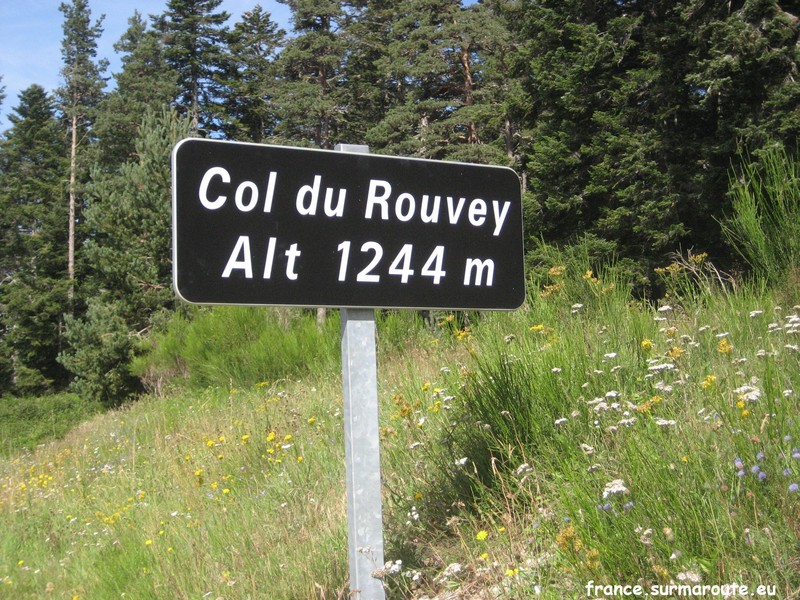 Col du Rouvey
Alt 1244 m
france.surmaroute.eu